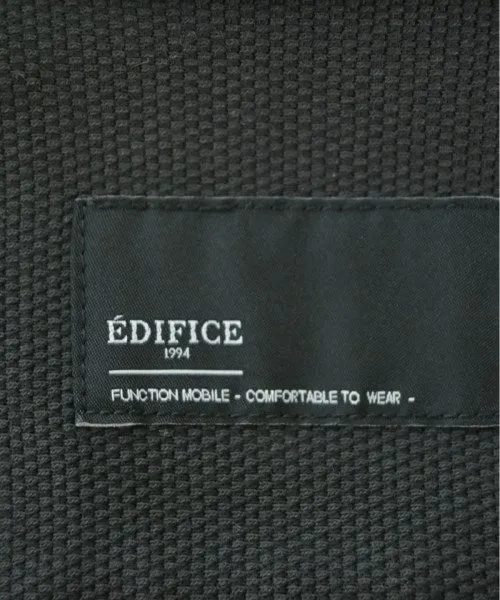 ÉDIFICE
1994
FUNCTION MOBILE - COMFORTABLE TO WEAR -